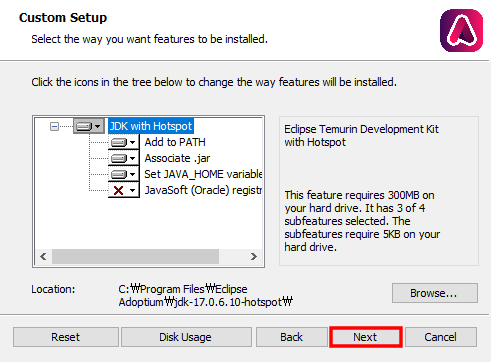 Custom Setup
Select the way you want features to be installed.
Click the icons in the tree below to change the way features will be installed.
JDK with Hotspot
Add to PATH
Associate .jar
Set JAVA_HOME variable
JavaSoft (Oracle) registr
Eclipse Temurin Development Kit
with Hotspot
This feature requires 300MB on
your hard drive. It has 3 of 4
subfeatures selected. The
subfeatures require 5KB on your
hard drive.
Location:
C:₩Program Files₩Eclipse
Adoptium₩jdk-17.0.6.10-hotspot₩
Browse...
Reset
Disk Usage
Back
Next
Cancel